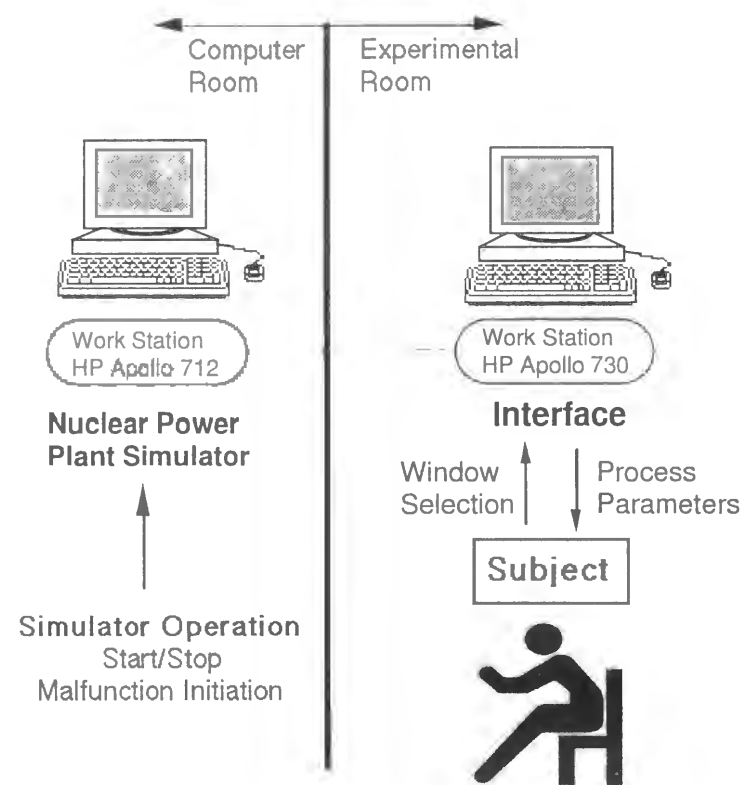 Computer
Room
Experimental
Room
Work Station
HP Apollo 712
Nuclear Power
Plant Simulator
Simulator Operation
Start/Stop
Malfunction Initiation
Work Station
HP Apollo 730
Interface
Window
Selection
Process
Parameters
Subject